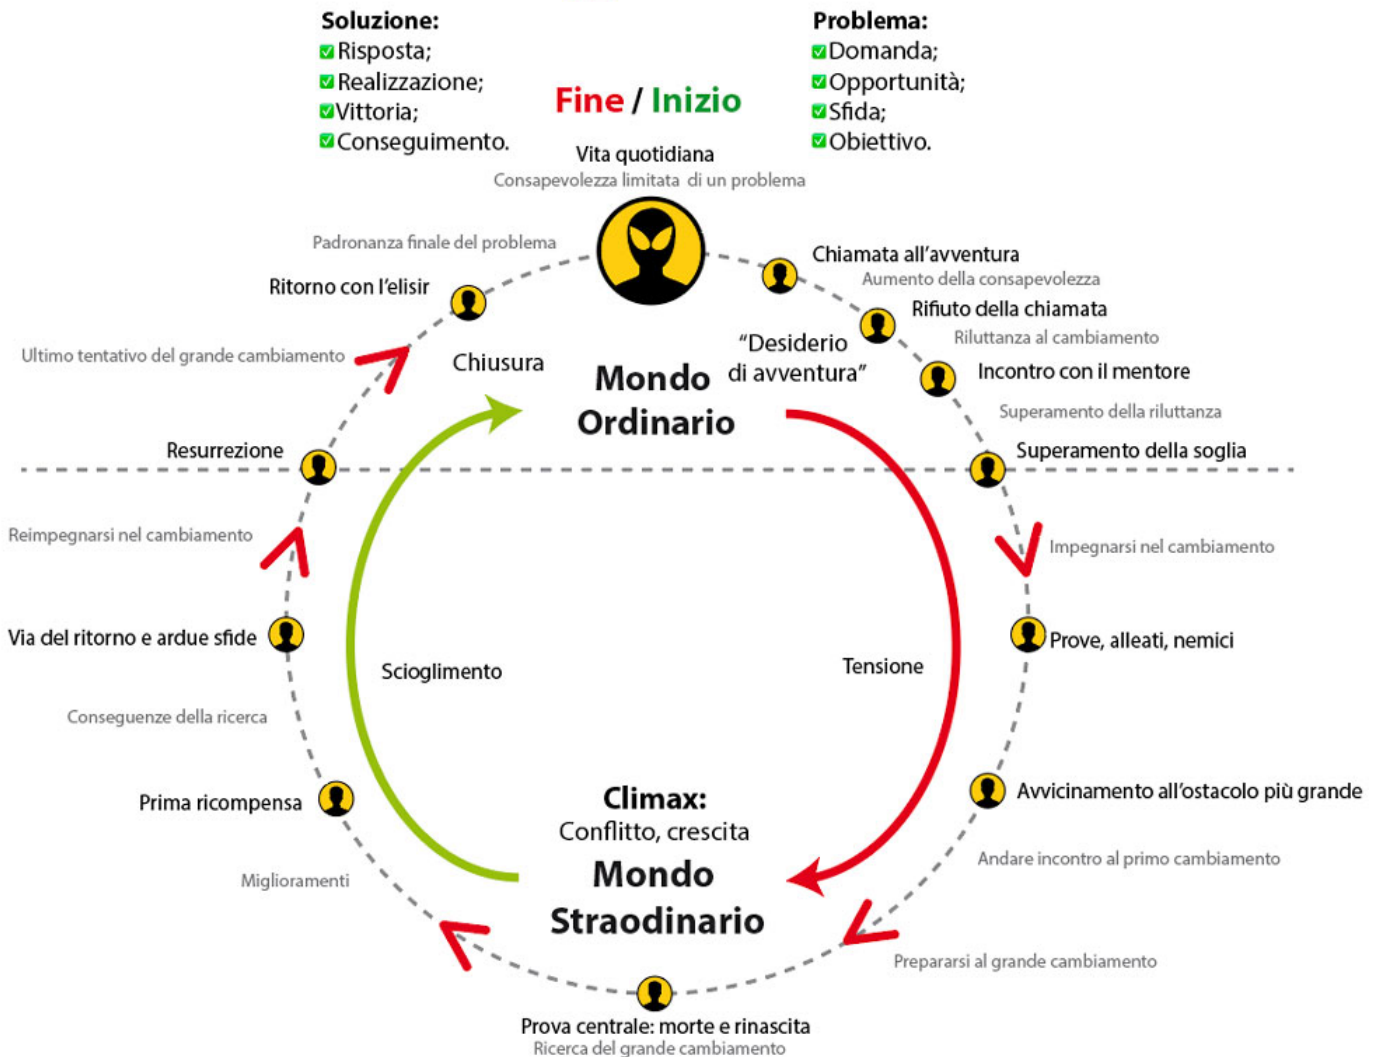 Soluzione:
✅Risposta;
✅Realizzazione;
✅Vittoria;
✅Conseguimento.
Problema:
✅Domanda;
✅Opportunità;
✅Sfida;
✅Obiettivo.
Fine / Inizio
Vita quotidiana
Consapevolezza limitata di un problema
Chiamata all'avventura
Aumento della consapevolezza
Rifiuto della chiamata
Riluttanza al cambiamento
Incontro con il mentore
Superamento della riluttanza
Superamento della soglia
Impegnarsi nel cambiamento
Prove, alleati, nemici
Avvicinamento all'ostacolo più grande
Andare incontro al primo cambiamento
Prepararsi al grande cambiamento
Prova centrale: morte e rinascita
Ricerca del grande cambiamento
Miglioramenti
Prima ricompensa
Conseguenze della ricerca
Via del ritorno e ardue sfide
Reimpegnarsi nel cambiamento
Resurrezione
Ultimo tentativo del grande cambiamento
Ritorno con l'elisir
Padronanza finale del problema
Chiusura
Mondo
Ordinario
“Desiderio
di avventura”
Scioglimento
Tensione
Climax:
Conflitto, crescita
Mondo
Straodinario